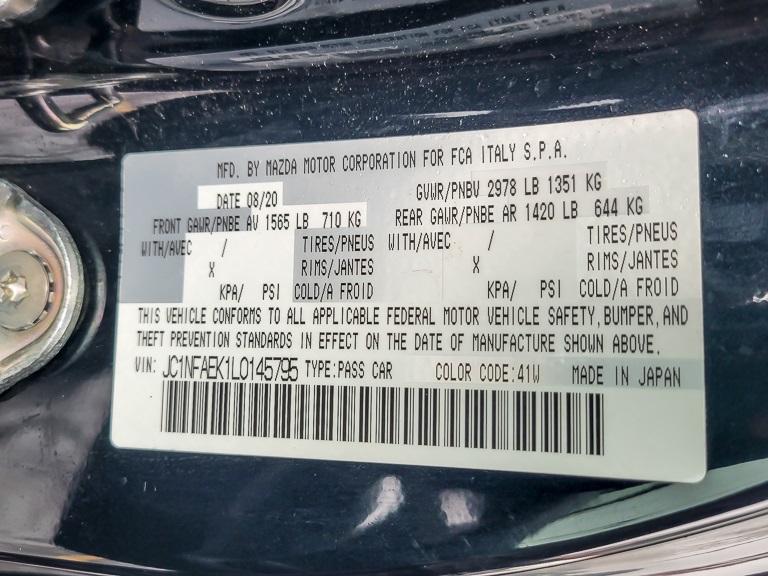 MFD. BY MAZDA MOTOR CORPORATION FOR FCA ITALY S.P.A.
DATE 08/20 GVWR/PNBV 2978 LB 1351 KG
FRONT GAWR/PNBE AV 1565 LB 710 KG REAR GAWR/PNBE AR 1420 LB 644 KG
WITH/AVEC / TIRES/PNEUS WITH/AVEC / TIRES/PNEUS
X RIMS/JANTES X RIMS/JANTES
KPA/ PSI COLD/A FROID KPA/ PSI COLD/A FROID
THIS VEHICLE CONFORMS TO ALL APPLICABLE FEDERAL MOTOR VEHICLE SAFETY, BUMPER, AND
THEFT PREVENTION STANDARDS IN EFFECT ON THE DATE OF MANUFACTURE SHOWN ABOVE.
VIN: JC1NFAEK1L0145795 TYPE:PASS CAR COLOR CODE:41W MADE IN JAPAN